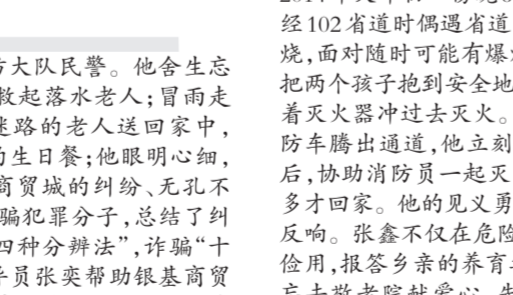 大队民警。他舍生忘
救起落水老人；冒雨走
迷路的老人送回家中，
生日餐；他眼明心细，
商贸城的纠纷、无孔不
骗犯罪分子，总结了纠
四种分辨法”，诈骗“十
员张奕帮助银基商贸
经102省道时偶遇省道
烧，面对随时可能有爆
把两个孩子抱到安全地
着灭火器冲过去灭火。
防车腾出通道，他立刻
后，协助消防员一起灭
多才回家。他的见义勇
反响。张鑫不仅在危险
俭用，报答乡亲的养育